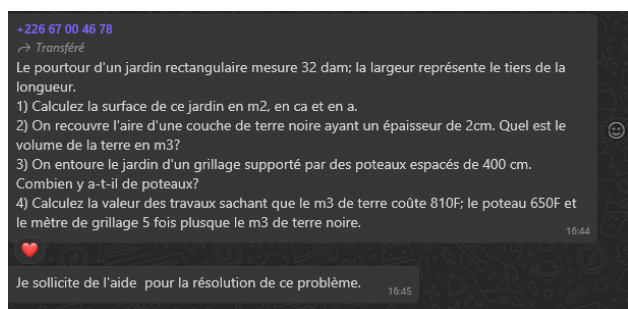 +226 67 00 46 78
Transféré
Le pourtour d'un jardin rectangulaire mesure 32 dam; la largeur représente le tiers de la
longueur.
1) Calculez la surface de ce jardin en m2, en ca et en a.
2) On recouvre l'aire d'une couche de terre noire ayant un épaisseur de 2cm. Quel est le
volume de la terre en m3?
3) On entoure le jardin d'un grillage supporté par des poteaux espacés de 400 cm.
Combien y a-t-il de poteaux?
4) Calculez la valeur des travaux sachant que le m3 de terre coûte 810F; le poteau 650F et
le mètre de grillage 5 fois plusque le m3 de terre noire.
16:44
Je sollicite de l'aide pour la résolution de ce problème.
16:45